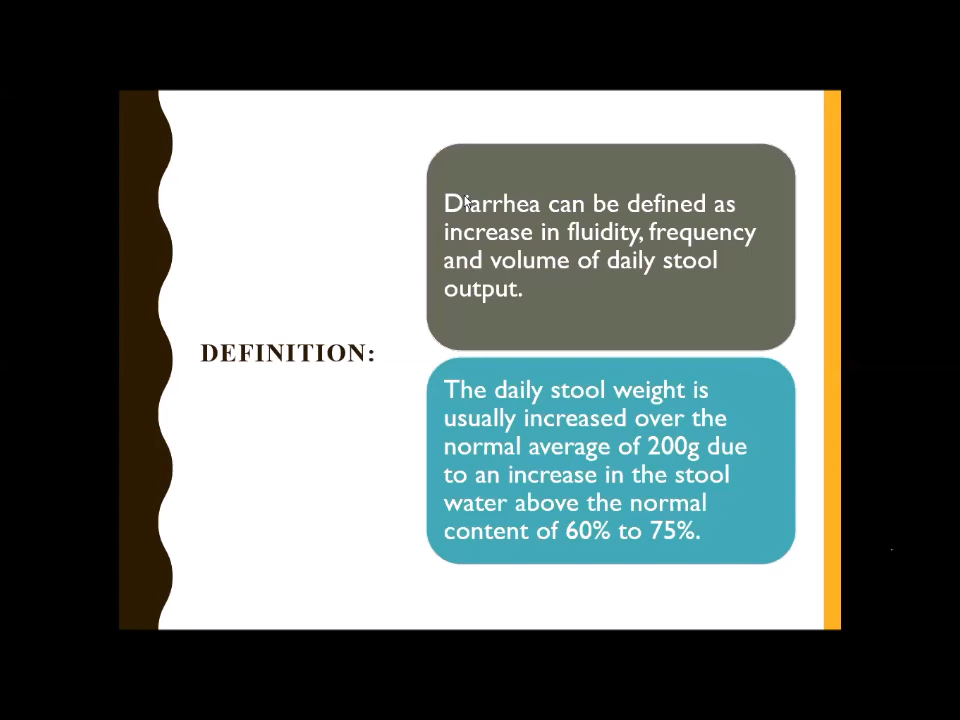 DEFINITION:
Diarrhea can be defined as
increase in fluidity, frequency
and volume of daily stool
output.
The daily stool weight is
usually increased over the
normal average of 200g due
to an increase in the stool
water above the normal
content of 60% to 75%.